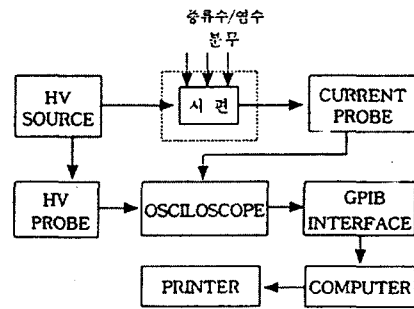 증류수/염수
분무
HV
SOURCE
시편
CURRENT
PROBE
HV
PROBE
OSCILOSCOPE
GPIB
INTERFACE
PRINTER
COMPUTER